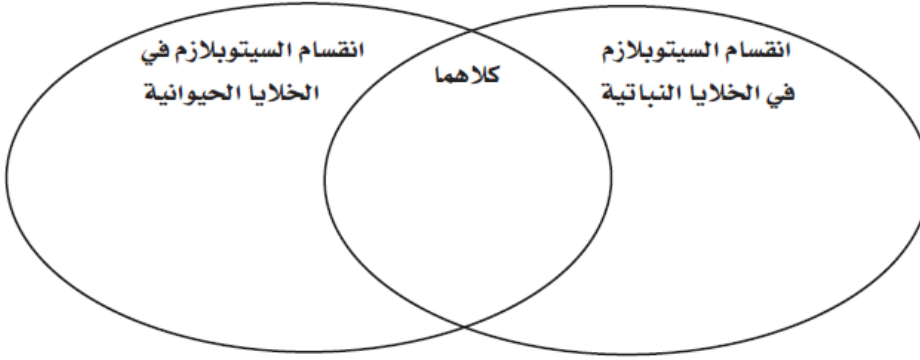 انقسام السيتوبلازم
في الخلايا النباتية
كلاهما
انقسام السيتوبلازم في
الخلايا الحيوانية